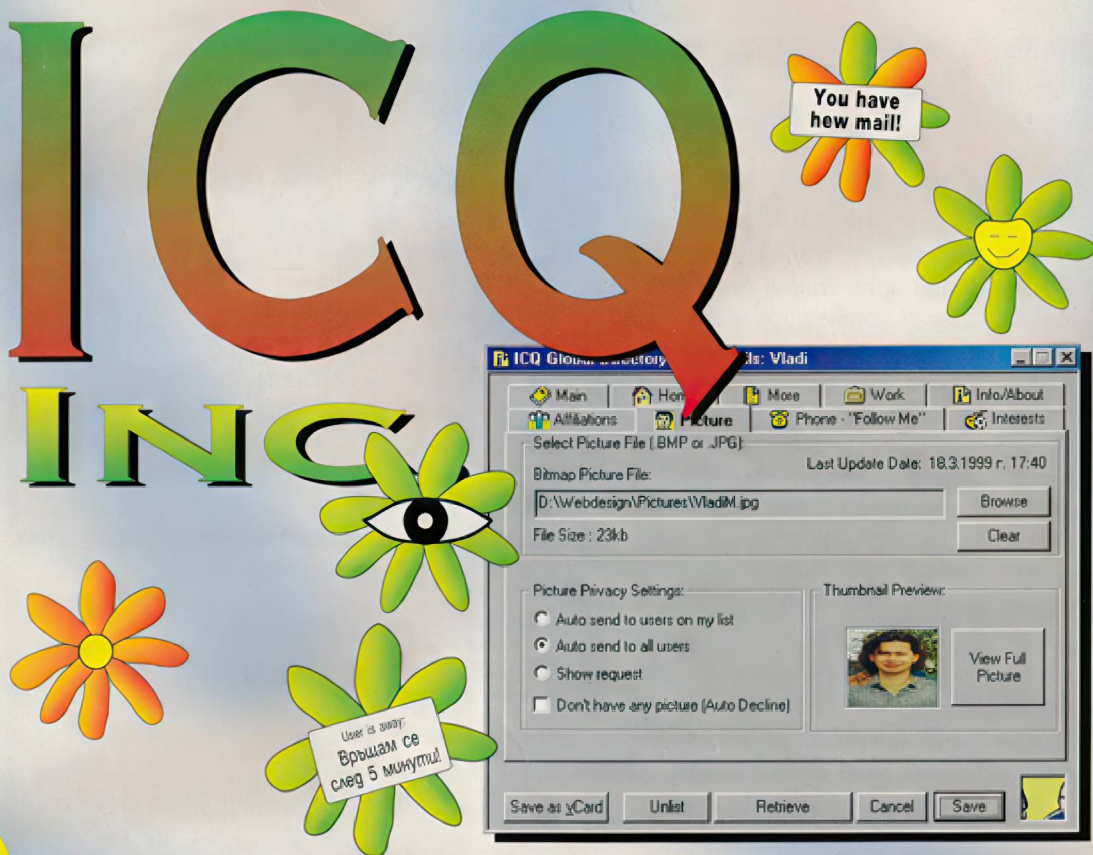 ICQ
INC.
You have
hew mail!
ICQ Global Directory ls: Vladi
Main
More
Work
Info/About
Affiliations
Picture
Phone - "Follow Me"
Interests
Select Picture File (.BMP or .JPG):
Last Update Date: 18.3.1999 г. 17:40
Bitmap Picture File:
D:\Webdesign\Pictures\VladiM.jpg
Browse
File Size : 23kb
Clear
Picture Privacy Settings:
Auto send to users on my list
Auto send to all users
Show request
Don't have any picture (Auto Decline)
Thumbnail Preview:
View Full
Picture
User is away:
Връщам се
след 5 минути!
Save as vCard
Unlist
Retrieve
Cancel
Save